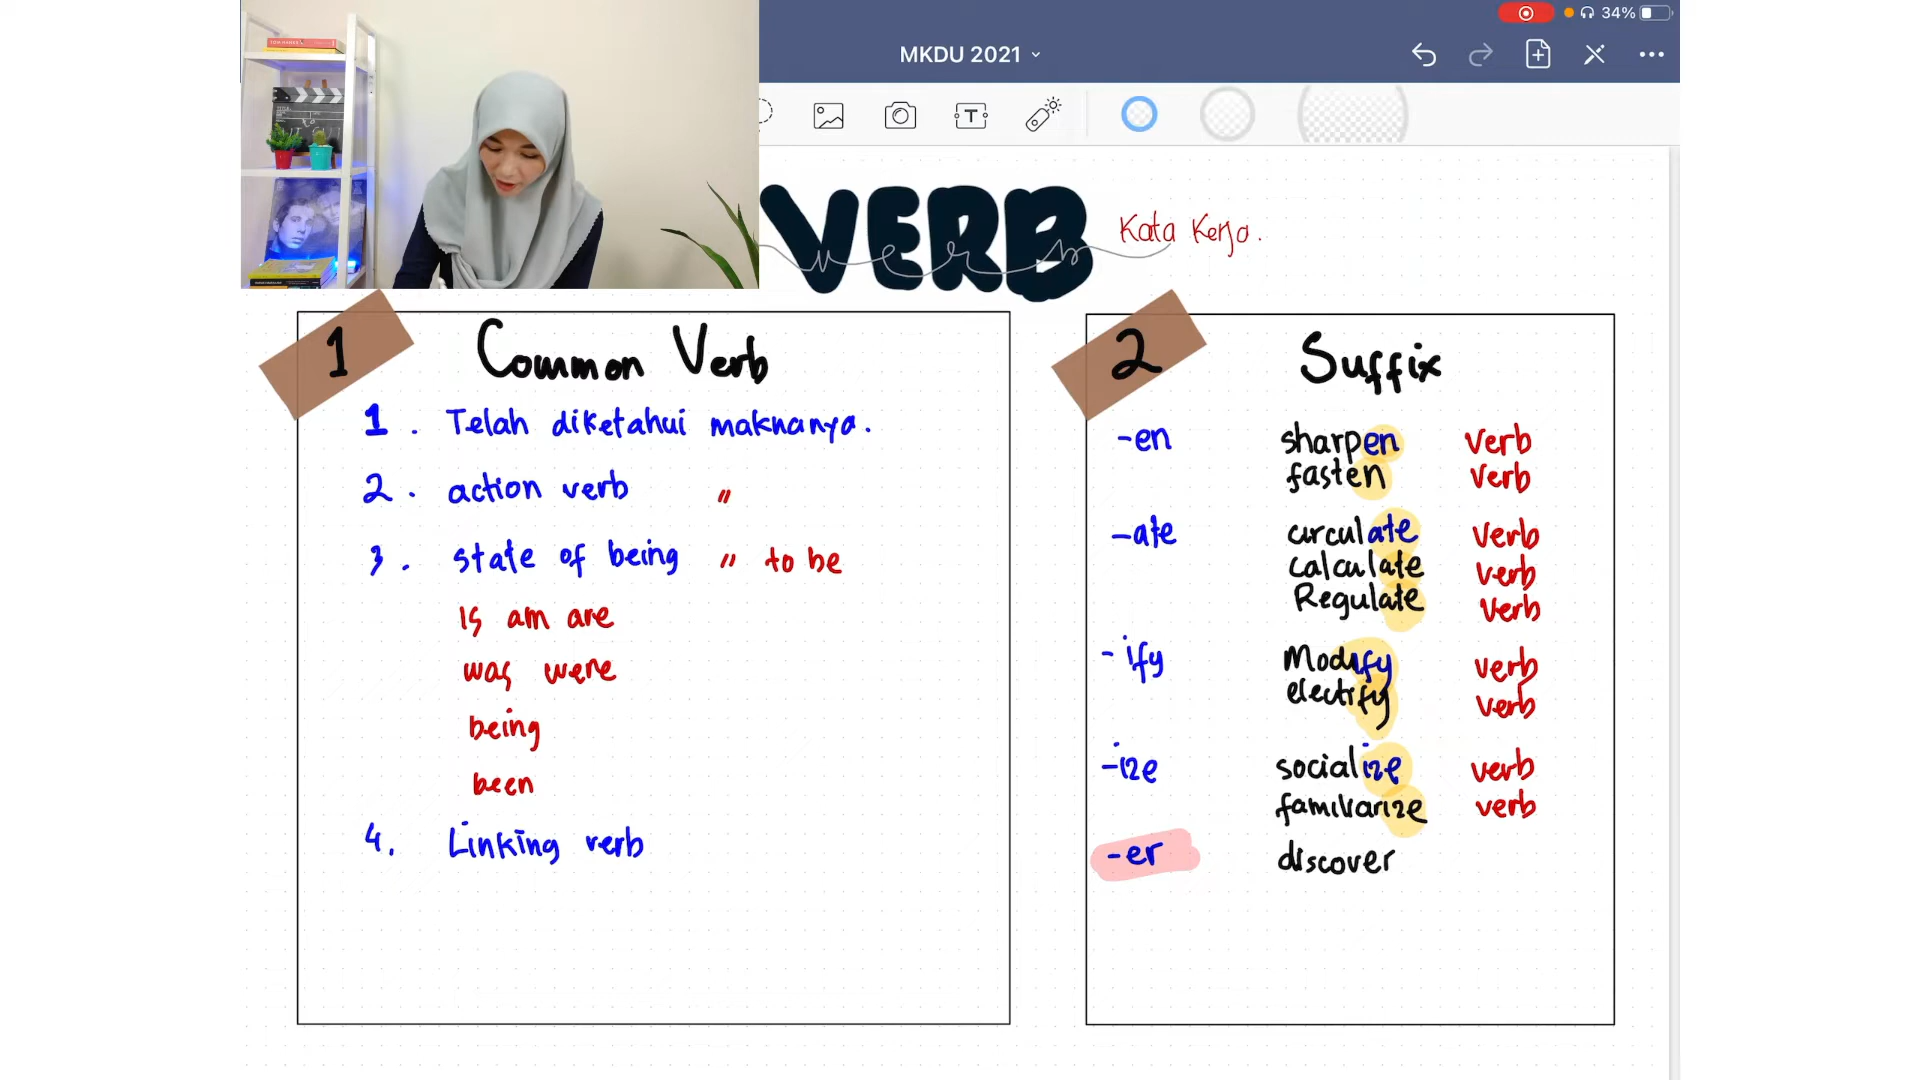 34%
MKDU 2021
T
VERB
verb
Kata Kerja.
1 Common Verb
1. Telah diketahui maknanya.
2. action verb "
3. state of being " to be
is am are
was were
being
been
4. Linking verb
2 Suffix
-en sharpen verb
fasten verb
-ate circulate verb
calculate verb
Regulate verb
-ify Modify verb
electrify verb
-ize socialize verb
familiarize verb
-er discover